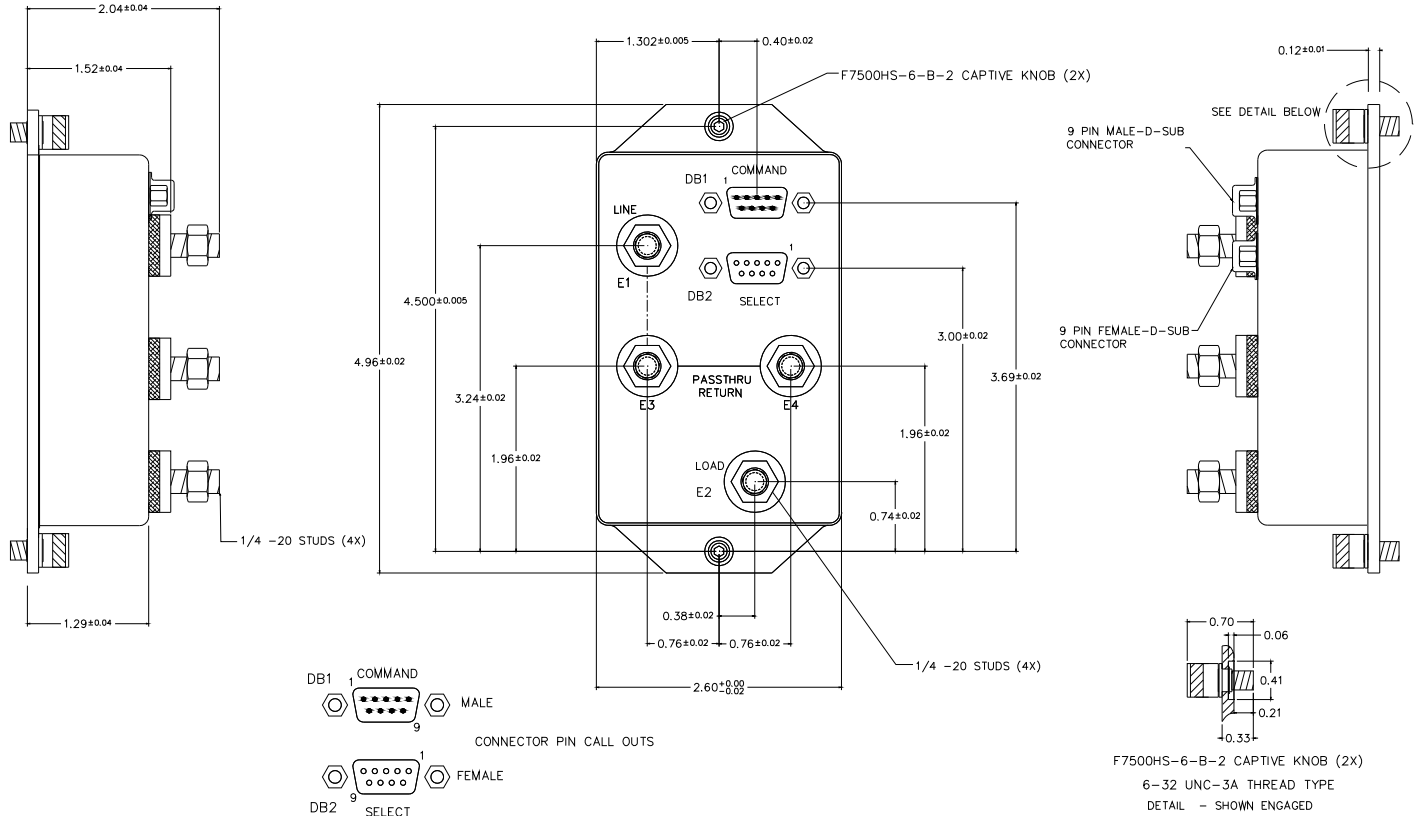 2.04±0.04
1.52±0.04
1.29±0.04
1/4 -20 STUDS (4X)
1.302±0.005
0.40±0.02
F7500HS-6-B-2 CAPTIVE KNOB (2X)
4.500±0.005
4.96±0.02
3.24±0.02
1.96±0.02
COMMAND
DB1
1
LINE
E1
1
DB2
SELECT
PASSTHRU
RETURN
E3
E4
LOAD
E2
3.00±0.02
3.69±0.02
1.96±0.02
0.74±0.02
0.38±0.02
0.76±0.02
0.76±0.02
2.60+0.00
-0.02
1/4 -20 STUDS (4X)
0.12±0.01
SEE DETAIL BELOW
9 PIN MALE-D-SUB
CONNECTOR
9 PIN FEMALE-D-SUB
CONNECTOR
DB1
1
COMMAND
MALE
9
CONNECTOR PIN CALL OUTS
1
FEMALE
9
DB2
SELECT
0.70
0.06
0.41
0.21
0.33
F7500HS-6-B-2 CAPTIVE KNOB (2X)
6-32 UNC-3A THREAD TYPE
DETAIL - SHOWN ENGAGED